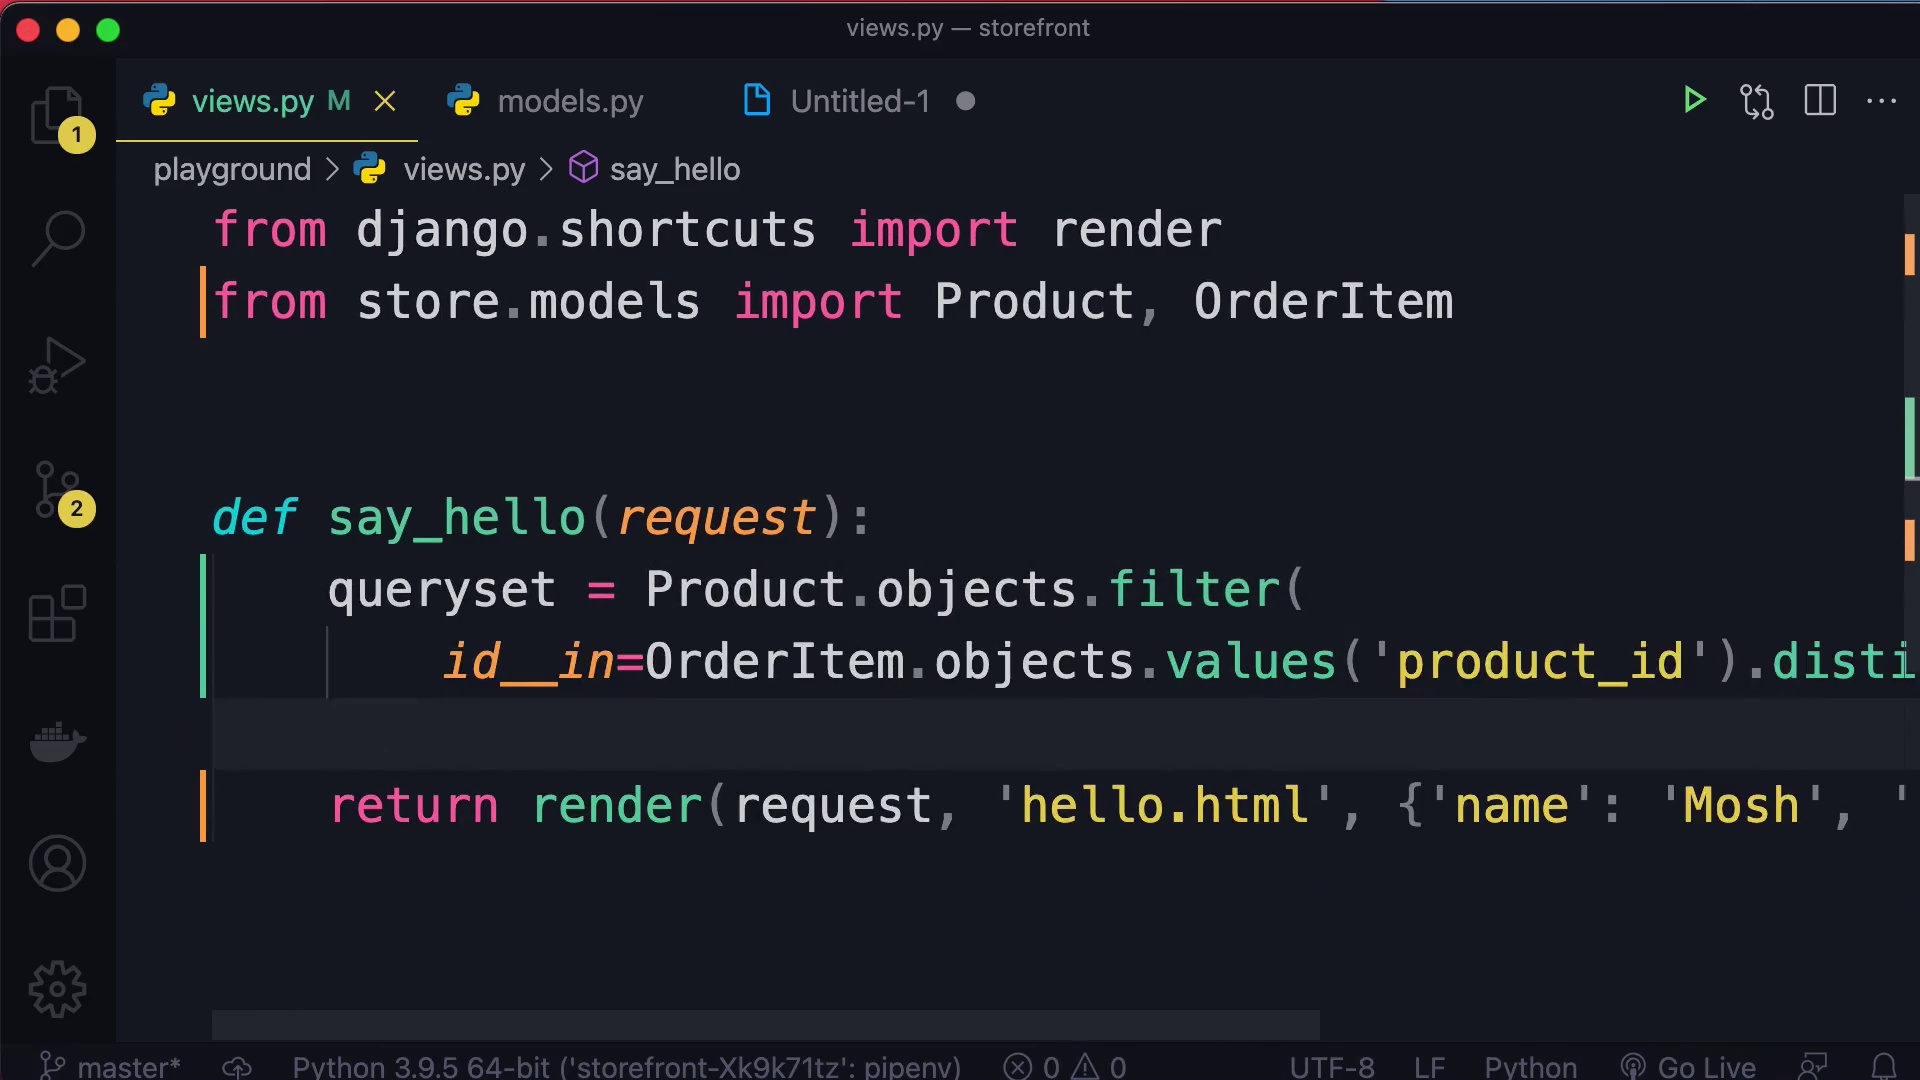 views.py — storefront
views.py M models.py Untitled-1
1
playground > views.py > say_hello
from django.shortcuts import render
from store.models import Product, OrderItem
def say_hello(request):
2
queryset = Product.objects.filter(
id__in=OrderItem.objects.values('product_id').disti
return render(request, 'hello.html', {'name': 'Mosh', '
master* Python 3.9.5 64-bit ('storefront-Xk9k71tz': pipenv) 0 0 UTF-8 LF Python Go Live